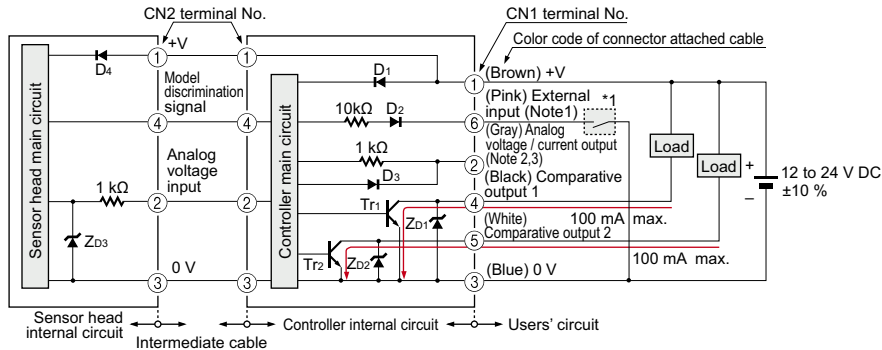 CN2 terminal No.
CN1 terminal No.
Color code of connector attached cable
Sensor head main circuit
+V
1
D4
Model
discrimination
signal
4
Analog
voltage
input
1 kΩ
2
ZD3
0 V
3
1
4
2
3
Controller main circuit
D1
10kΩ
D2
1 kΩ
D3
Tr1
ZD1
Tr2
ZD2
1
(Brown) +V
(Pink) External
input (Note1)
*1
6
(Gray) Analog
voltage / current output
(Note 2,3)
2
(Black) Comparative
output 1
4
100 mA max.
(White)
Comparative output 2
5
100 mA max.
(Blue) 0 V
3
Load
Load
+
−
12 to 24 V DC
±10 %
Sensor head
internal circuit
Intermediate cable
Controller internal circuit
Users' circuit